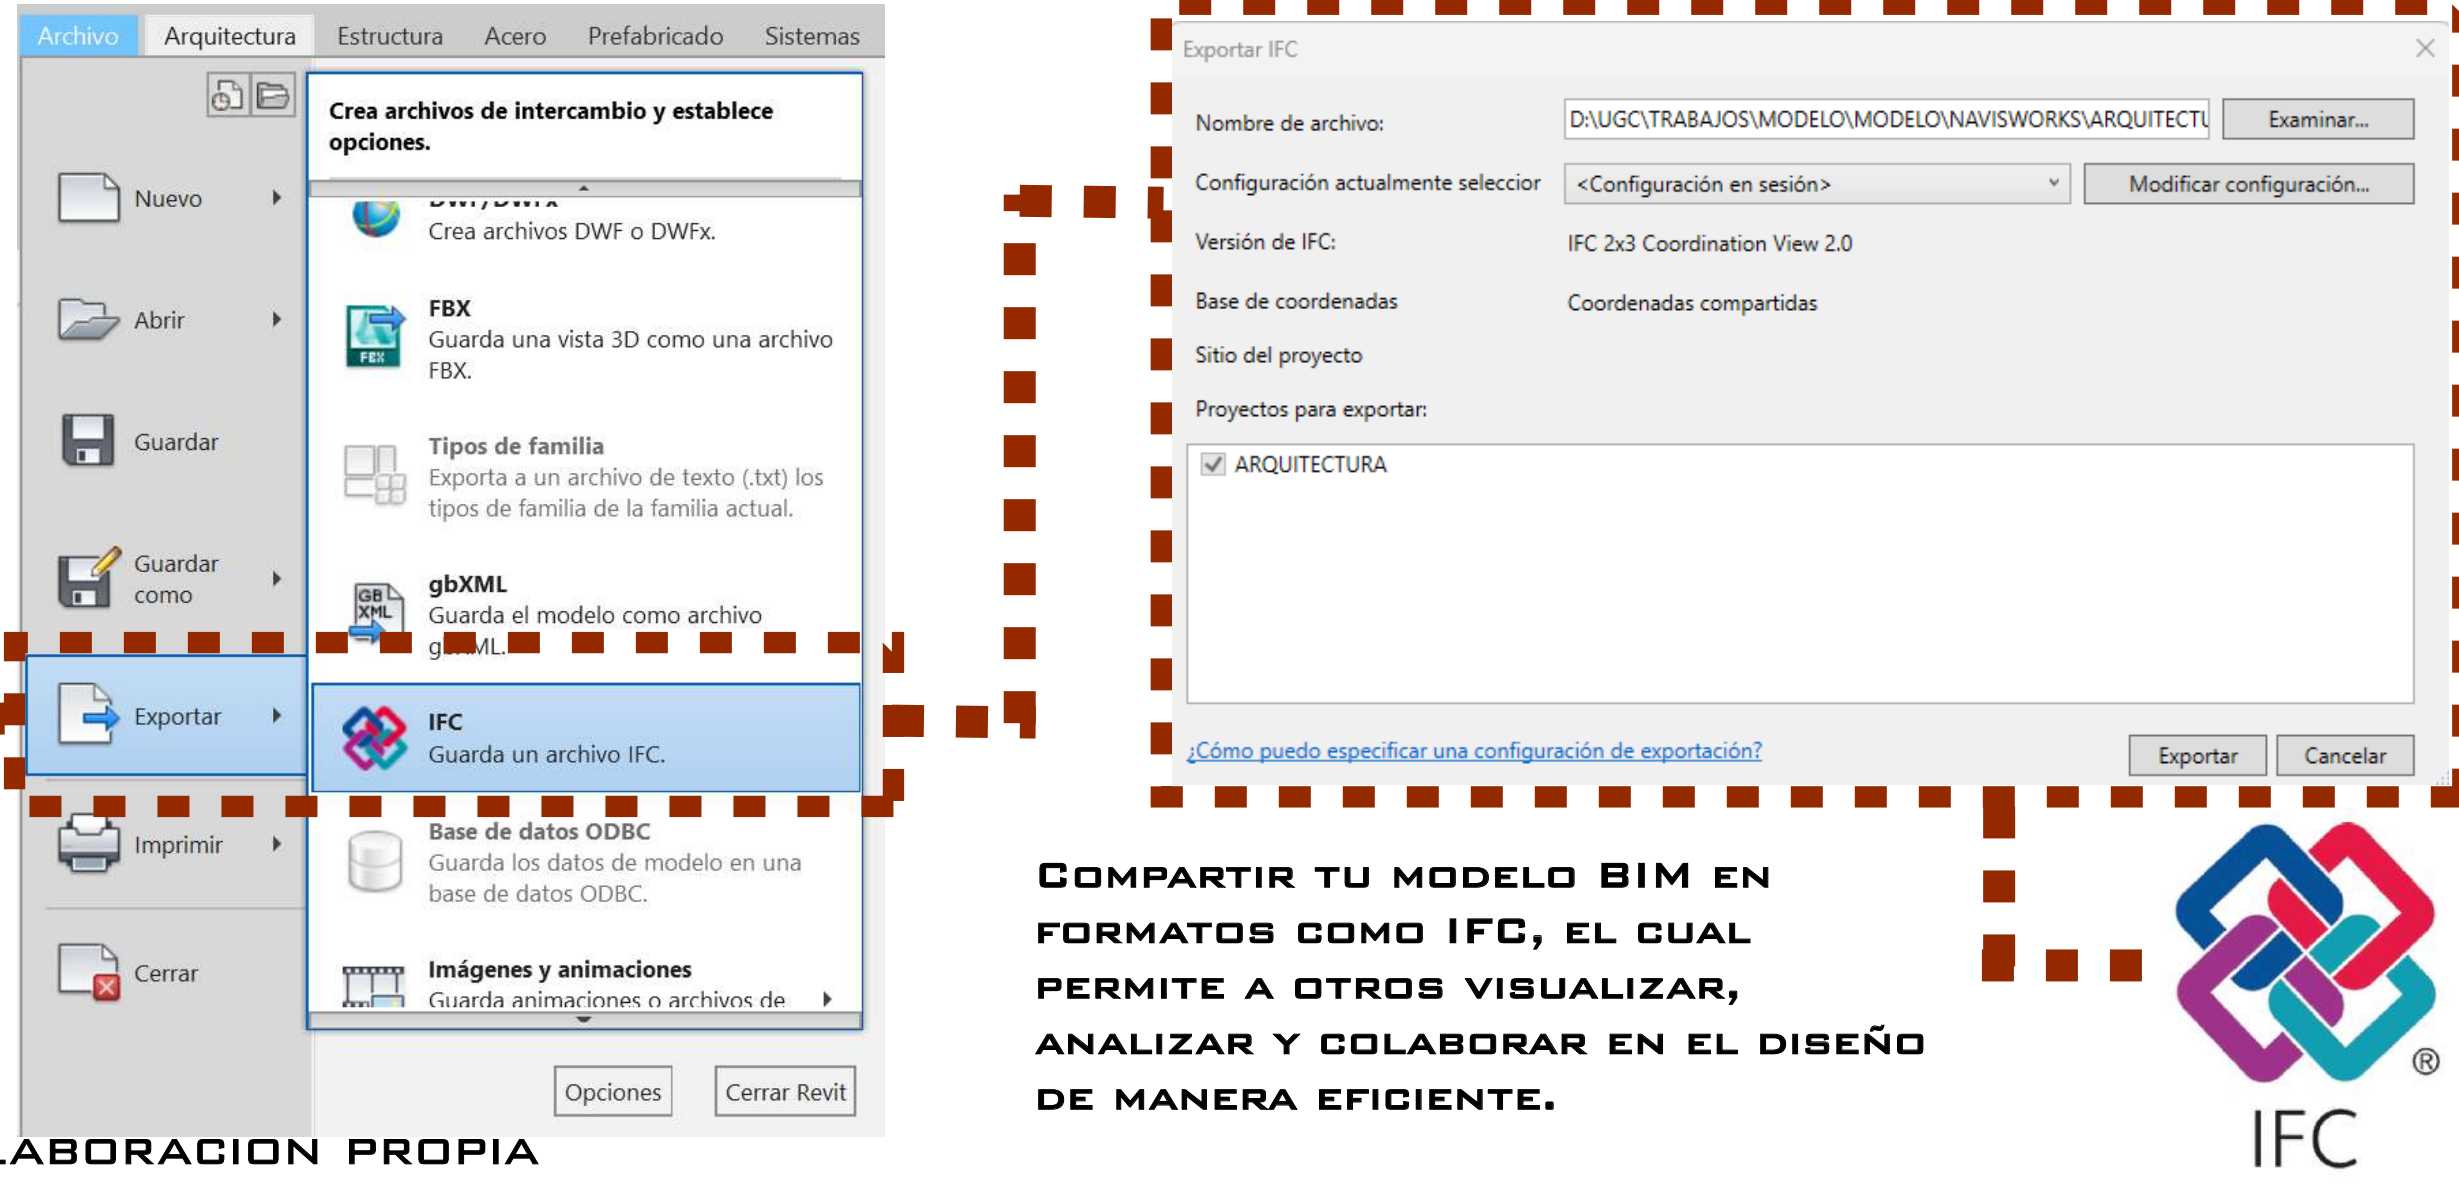 Archivo Arquitectura Estructura Acero Prefabricado Sistemas
Crea archivos de intercambio y establece
opciones.
Nuevo
Abrir
Guardar
Guardar
como
Exportar
Imprimir
Cerrar
DWF/DWFx
Crea archivos DWF o DWFx.
FBX
FBX
Guarda una vista 3D como una archivo
FBX.
Tipos de familia
Exporta a un archivo de texto (.txt) los
tipos de familia de la familia actual.
GB
XML
gbXML
Guarda el modelo como archivo
gbXML.
IFC
Guarda un archivo IFC.
Base de datos ODBC
Guarda los datos de modelo en una
base de datos ODBC.
Imágenes y animaciones
Guarda animaciones o archivos de
Opciones Cerrar Revit
LABORACION PROPIA
Exportar IFC
Nombre de archivo: D:\UGC\TRABAJOS\MODELO\MODELO\NAVISWORKS\ARQUITECTU Examinar...
Configuración actualmente seleccior <Configuración en sesión> Modificar configuración...
Versión de IFC: IFC 2x3 Coordination View 2.0
Base de coordenadas Coordenadas compartidas
Sitio del proyecto
Proyectos para exportar:
ARQUITECTURA
¿Cómo puedo especificar una configuración de exportación? Exportar Cancelar
COMPARTIR TU MODELO BIM EN
FORMATOS COMO IFC, EL CUAL
PERMITE A OTROS VISUALIZAR,
ANALIZAR Y COLABORAR EN EL DISEÑO
DE MANERA EFICIENTE.
®
IFC